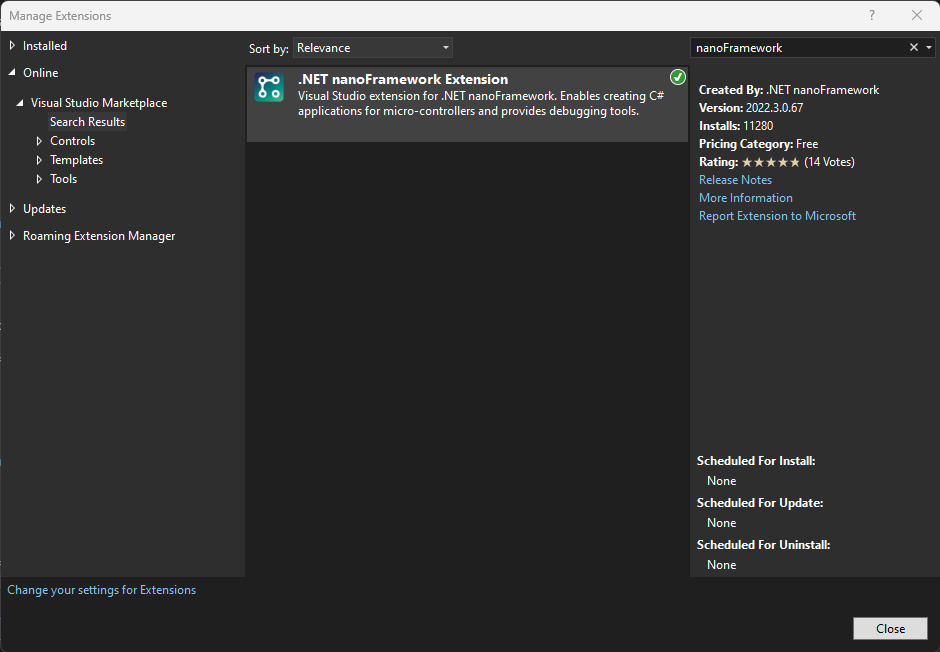 Manage Extensions
?
Installed
Online
Visual Studio Marketplace
Search Results
Controls
Templates
Tools
Updates
Roaming Extension Manager
Sort by: Relevance
.NET nanoFramework Extension
Visual Studio extension for .NET nanoFramework. Enables creating C#
applications for micro-controllers and provides debugging tools.
nanoFramework
Created By: .NET nanoFramework
Version: 2022.3.0.67
Installs: 11280
Pricing Category: Free
Rating: ★★★★★ (14 Votes)
Release Notes
More Information
Report Extension to Microsoft
Scheduled For Install:
None
Scheduled For Update:
None
Scheduled For Uninstall:
None
Change your settings for Extensions
Close